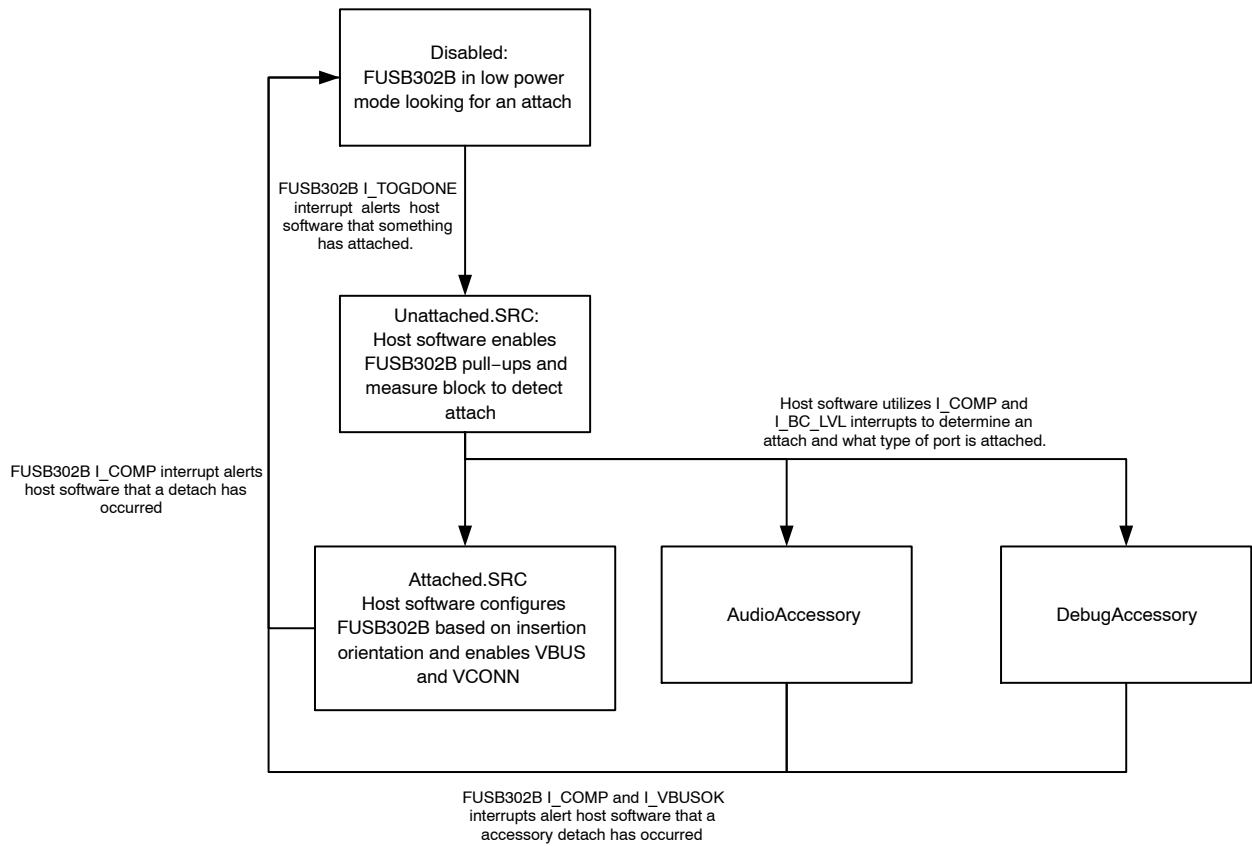 Disabled:
FUSB302B in low power
mode looking for an attach
FUSB302B I_TOGDONE
interrupt alerts host
software that something
has attached.
Unattached.SRC:
Host software enables
FUSB302B pull−ups and
measure block to detect
attach
Host software utilizes I_COMP and
I_BC_LVL interrupts to determine an
attach and what type of port is attached.
FUSB302B I_COMP interrupt alerts
host software that a detach has
occurred
Attached.SRC
Host software configures
FUSB302B based on insertion
orientation and enables VBUS
and VCONN
AudioAccessory
DebugAccessory
FUSB302B I_COMP and I_VBUSOK
interrupts alert host software that a
accessory detach has occurred